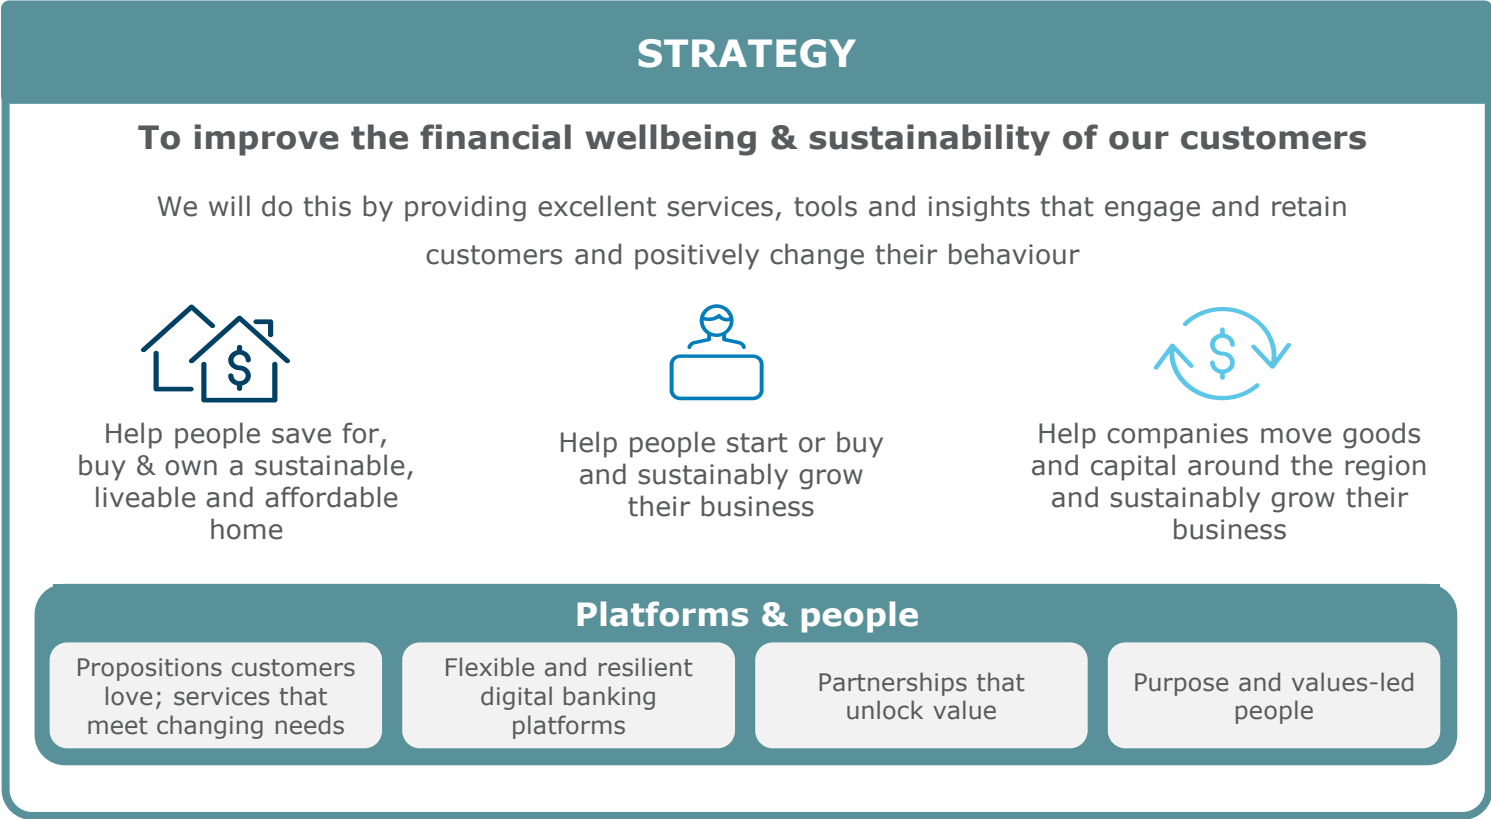 STRATEGY
To improve the financial wellbeing & sustainability of our customers
We will do this by providing excellent services, tools and insights that engage and retain
customers and positively change their behaviour
$
Help people save for,
buy & own a sustainable,
liveable and affordable
home
Help people start or buy
and sustainably grow
their business
$
Help companies move goods
and capital around the region
and sustainably grow their
business
Platforms & people
Propositions customers
love; services that
meet changing needs
Flexible and resilient
digital banking
platforms
Partnerships that
unlock value
Purpose and values-led
people